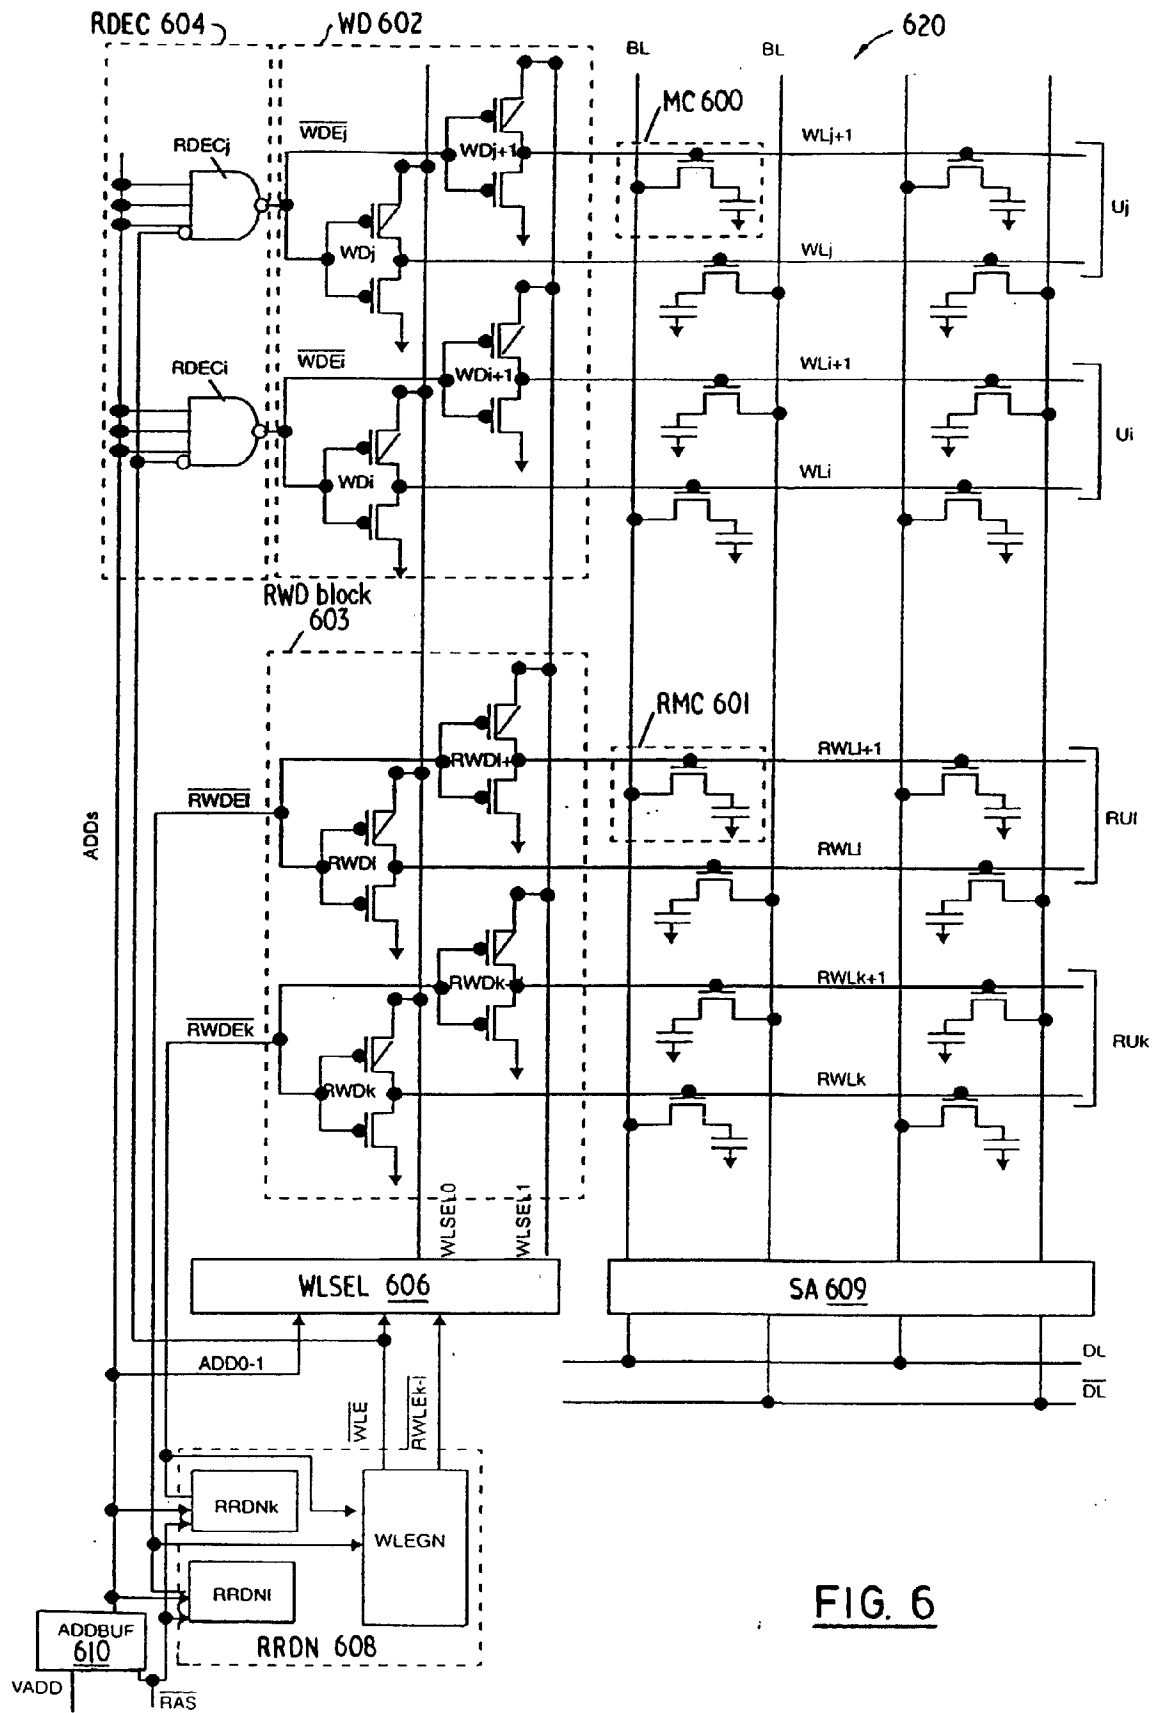 RDEC 604
WD 602
620
BL
BL
MC 600
RDECj
WDEj
WDj+1
WLj+1
Uj
WDj
WLj
RDECi
WDEi
WDi+1
WLi+1
Ui
WDi
WLi
RWD block
603
RMC 601
RWDl+
RWLl+1
RWDEl
ADDs
RUl
RWDl
RWLl
RWDk+
RWLk+1
RWDEk
RUk
RWDk
RWLk
WLSEL0
WLSEL1
WLSEL 606
SA 609
ADD0-1
WLE
RWLEk-l
DL
DL
RRDNk
WLEGN
RRDNl
ADDBUF
610
RRDN 608
VADD
RAS
FIG. 6